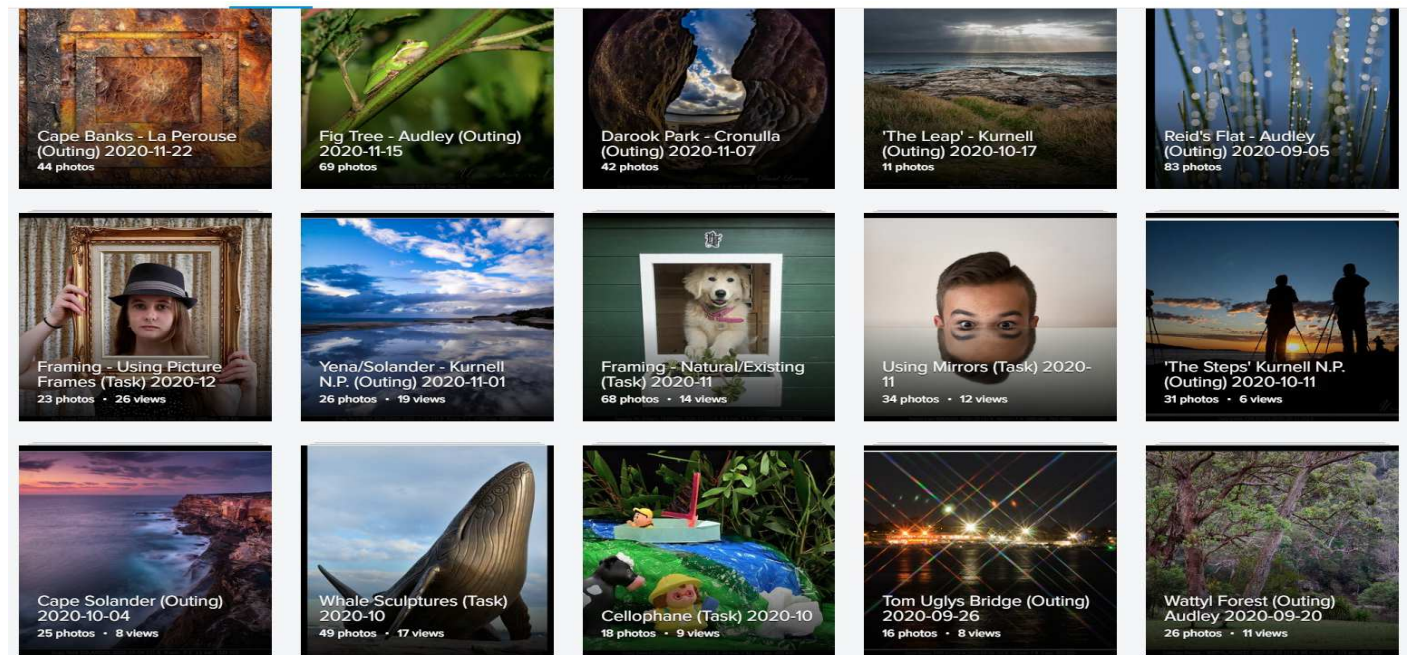 Cape Banks - La Perouse
(Outing) 2020-11-22
44 photos
Fig Tree - Audley (Outing)
2020-11-15
69 photos
Darook Park - Cronulla
(Outing) 2020-11-07
42 photos
'The Leap' - Kurnell
(Outing) 2020-10-17
11 photos
Reid's Flat - Audley
(Outing) 2020-09-05
83 photos
Framing - Using Picture
Frames (Task) 2020-12
23 photos • 26 views
Yena/Solander - Kurnell
N.P. (Outing) 2020-11-01
26 photos • 19 views
Framing - Natural/Existing
(Task) 2020-11
68 photos • 14 views
Using Mirrors (Task) 2020-
11
34 photos • 12 views
'The Steps' Kurnell N.P.
(Outing) 2020-10-11
31 photos • 6 views
Cape Solander (Outing)
2020-10-04
25 photos • 8 views
Whale Sculptures (Task)
2020-10
49 photos • 17 views
Cellophane (Task) 2020-10
18 photos • 9 views
Tom Uglys Bridge (Outing)
2020-09-26
16 photos • 8 views
Wattyl Forest (Outing)
Audley 2020-09-20
26 photos • 11 views